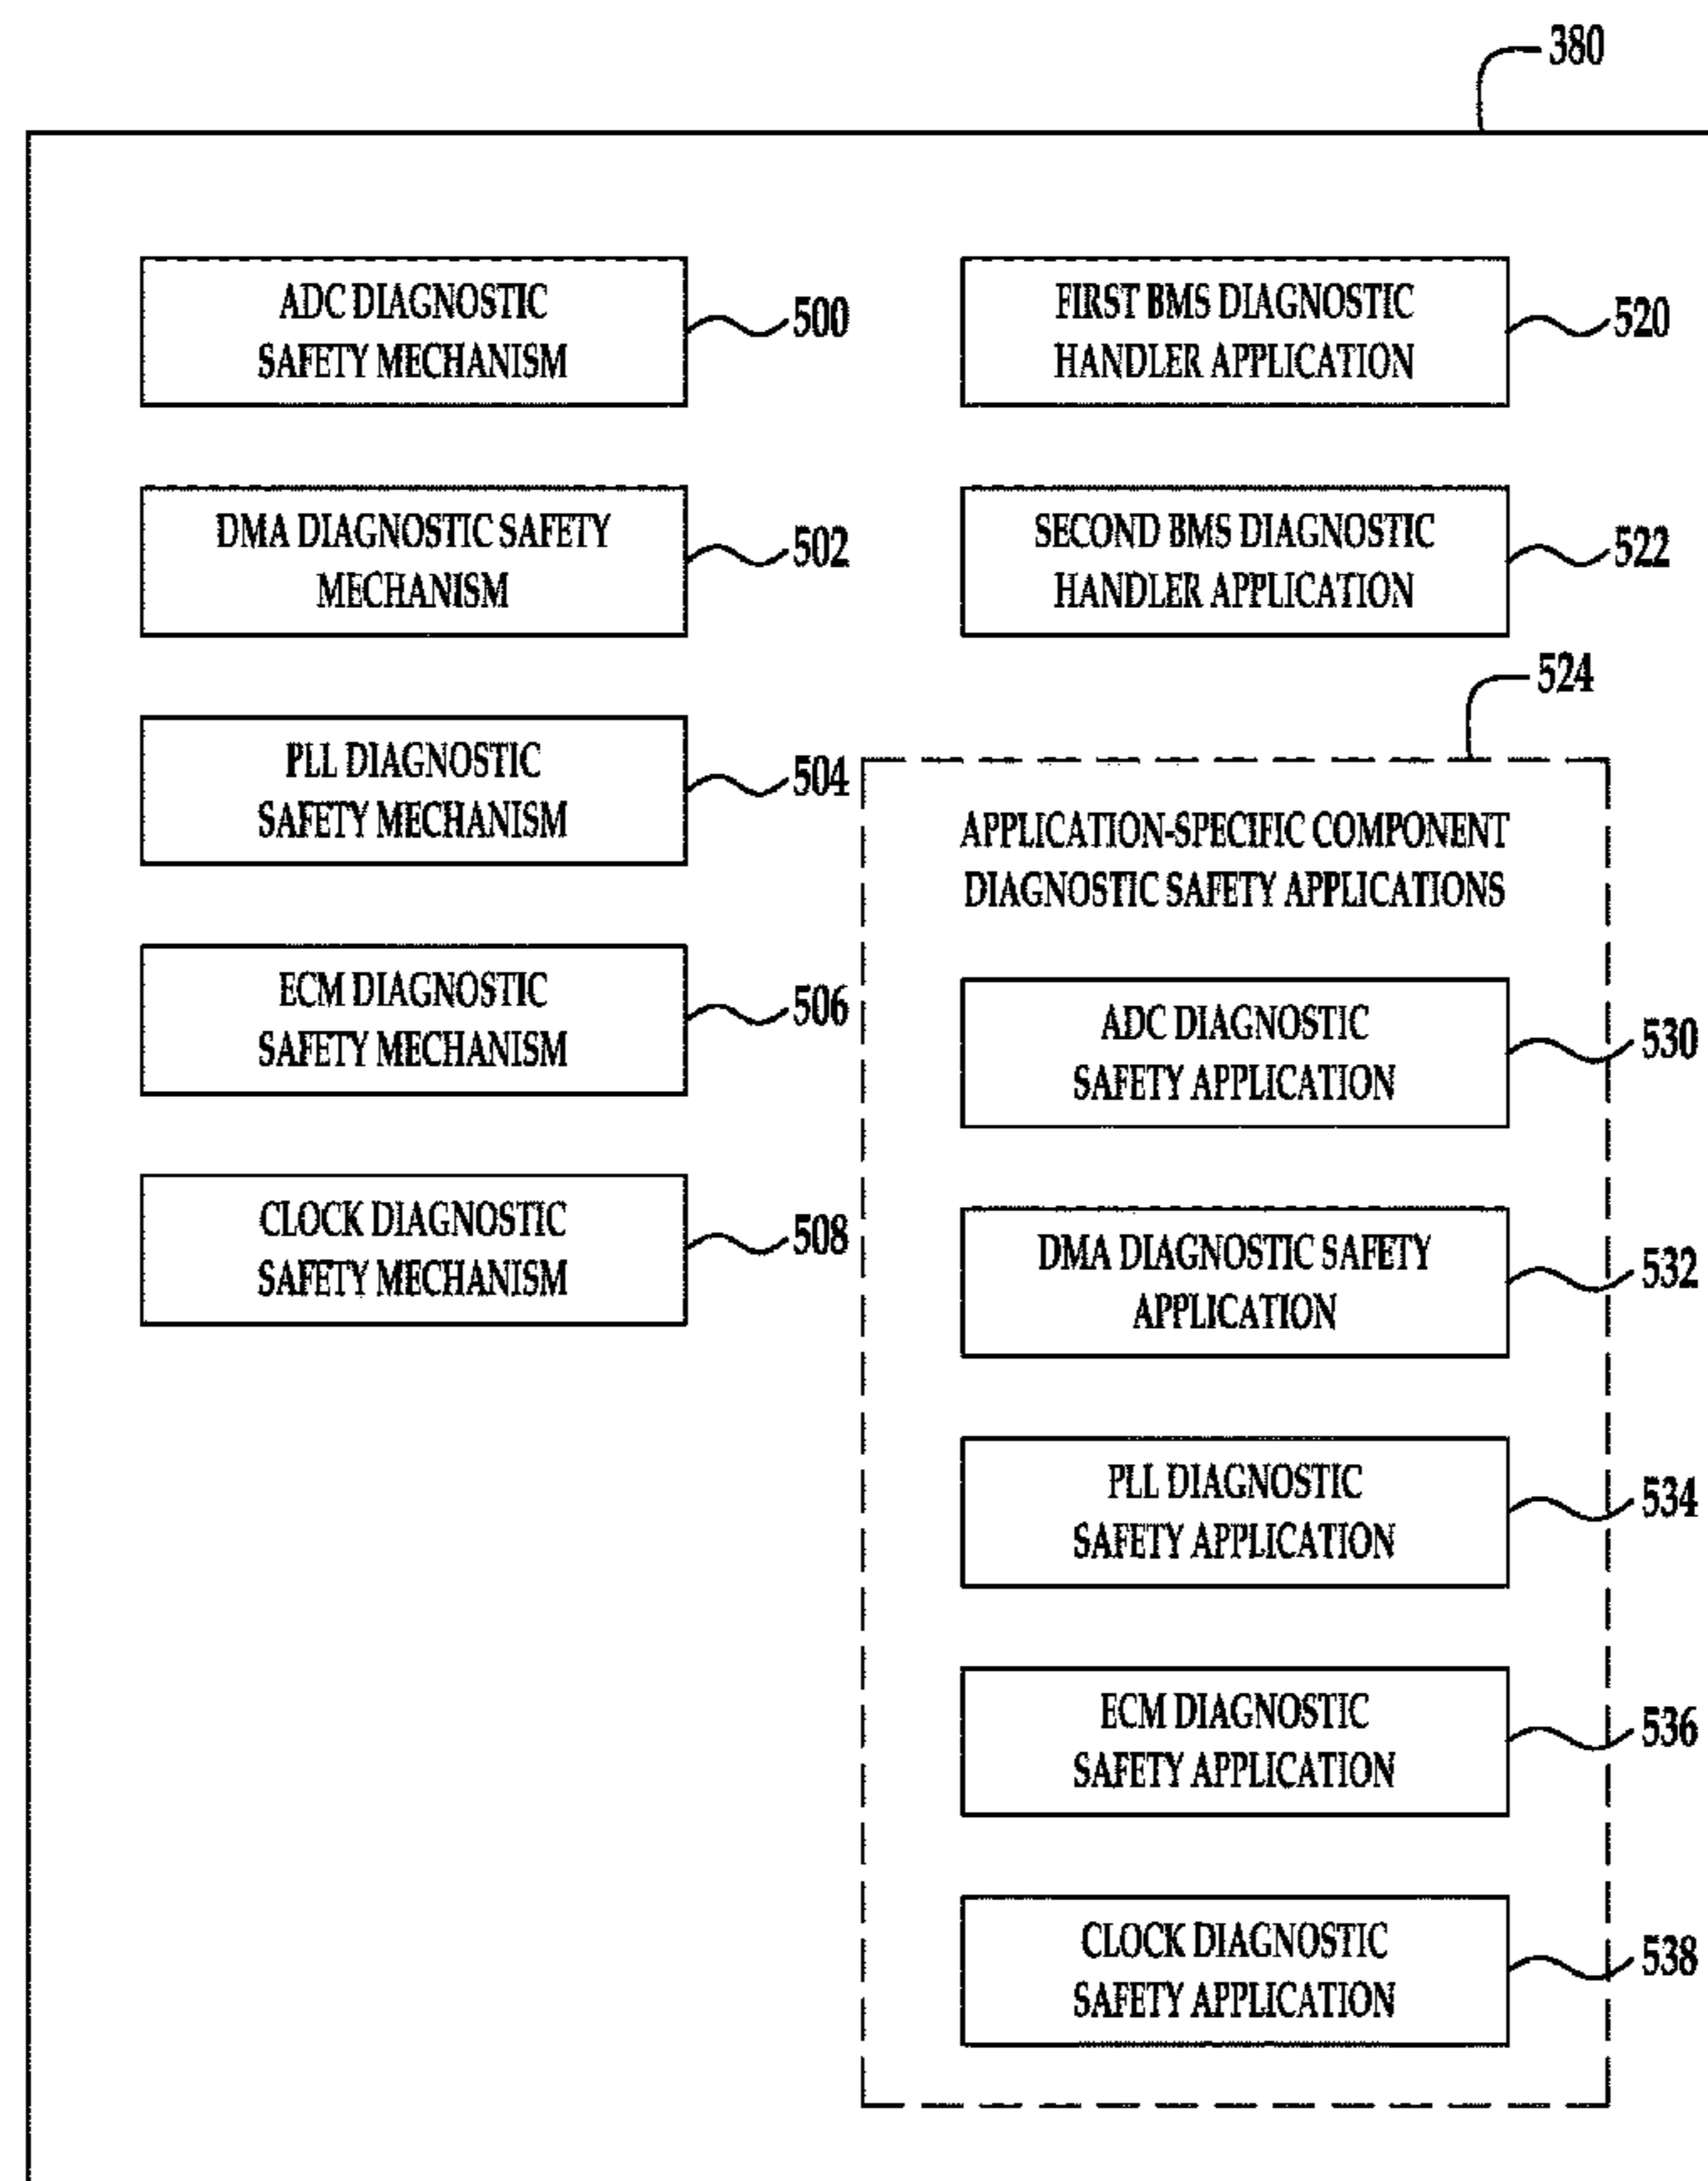 380
ADC DIAGNOSTIC
SAFETY MECHANISM
500
DMA DIAGNOSTIC SAFETY
MECHANISM
502
PLL DIAGNOSTIC
SAFETY MECHANISM
504
ECM DIAGNOSTIC
SAFETY MECHANISM
506
CLOCK DIAGNOSTIC
SAFETY MECHANISM
508
FIRST BMS DIAGNOSTIC
HANDLER APPLICATION
520
SECOND BMS DIAGNOSTIC
HANDLER APPLICATION
522
524
APPLICATION-SPECIFIC COMPONENT
DIAGNOSTIC SAFETY APPLICATIONS
ADC DIAGNOSTIC
SAFETY APPLICATION
530
DMA DIAGNOSTIC SAFETY
APPLICATION
532
PLL DIAGNOSTIC
SAFETY APPLICATION
534
ECM DIAGNOSTIC
SAFETY APPLICATION
536
CLOCK DIAGNOSTIC
SAFETY APPLICATION
538